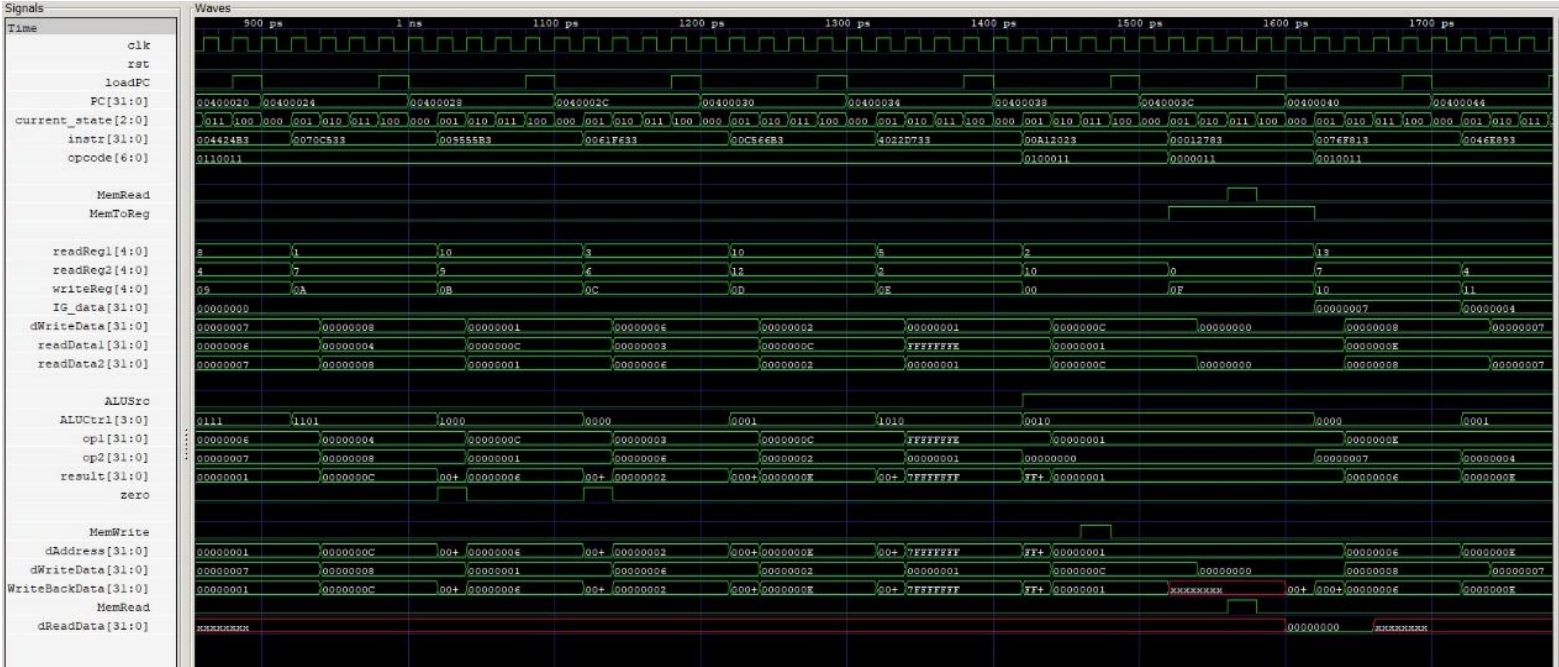 Signals Waves
Time 900 ps 1 ns 1100 ps 1200 ps 1300 ps 1400 ps 1500 ps 1600 ps 1700 ps
clk
rst
loadPC
PC[31:0] 00400020 00400024 00400028 0040002C 00400030 00400034 00400038 0040003C 00400040 00400044
current_state[2:0] 011 100 000 001 010 011 100 000 001 010 011 100 000 001 010 011 100 000 001 010 011 100 000 001 010 011 100 000 001 010 011 100 000 001 010 011 100 000 001 010 011 100 000 001 010 011
instr[31:0] 004424B3 0070C533 009555B3 0061F633 00C566B3 4022D733 00A12023 00012783 0076F813 0046E893
opcode[6:0] 0110011 0100011 0000011 0010011
MemRead
MemToReg
readReg1[4:0] 8 1 10 3 10 5 2 13
readReg2[4:0] 4 7 9 6 12 2 10 0 7 4
writeReg[4:0] 09 0A 0B 0C 0D 0E 00 0F 10 11
IG_data[31:0] 00000000 00000007 00000004
dWriteData[31:0] 00000007 00000008 00000001 00000006 00000002 00000001 0000000C 00000000 00000008 00000007
readData1[31:0] 00000006 00000004 0000000C 00000003 0000000C FFFFFFFE 00000001 0000000E
readData2[31:0] 00000007 00000008 00000001 00000006 00000002 00000001 0000000C 00000000 00000008 00000007
ALUSrc
ALUCtrl[3:0] 0111 1101 1000 0000 0001 1010 0010 0000 0001
op1[31:0] 00000006 00000004 0000000C 00000003 0000000C FFFFFFFE 00000001 0000000E
op2[31:0] 00000007 00000008 00000001 00000006 00000002 00000001 00000000 00000007 00000004
result[31:0] 00000001 0000000C 00+ 00000006 00+ 00000002 000+ 0000000E 00+ 7FFFFFFF FF+ 00000001 00000006 0000000E
zero
MemWrite
dAddress[31:0] 00000001 0000000C 00+ 00000006 00+ 00000002 000+ 0000000E 00+ 7FFFFFFF FF+ 00000001 00000006 0000000E
dWriteData[31:0] 00000007 00000008 00000001 00000006 00000002 00000001 0000000C 00000000 00000008 00000007
WriteBackData[31:0] 00000001 0000000C 00+ 00000006 00+ 00000002 000+ 0000000E 00+ 7FFFFFFF FF+ 00000001 xxxxxxxx 00+ 000+ 00000006 0000000E
MemRead
dReadData[31:0] xxxxxxxx 00000000 xxxxxxxx